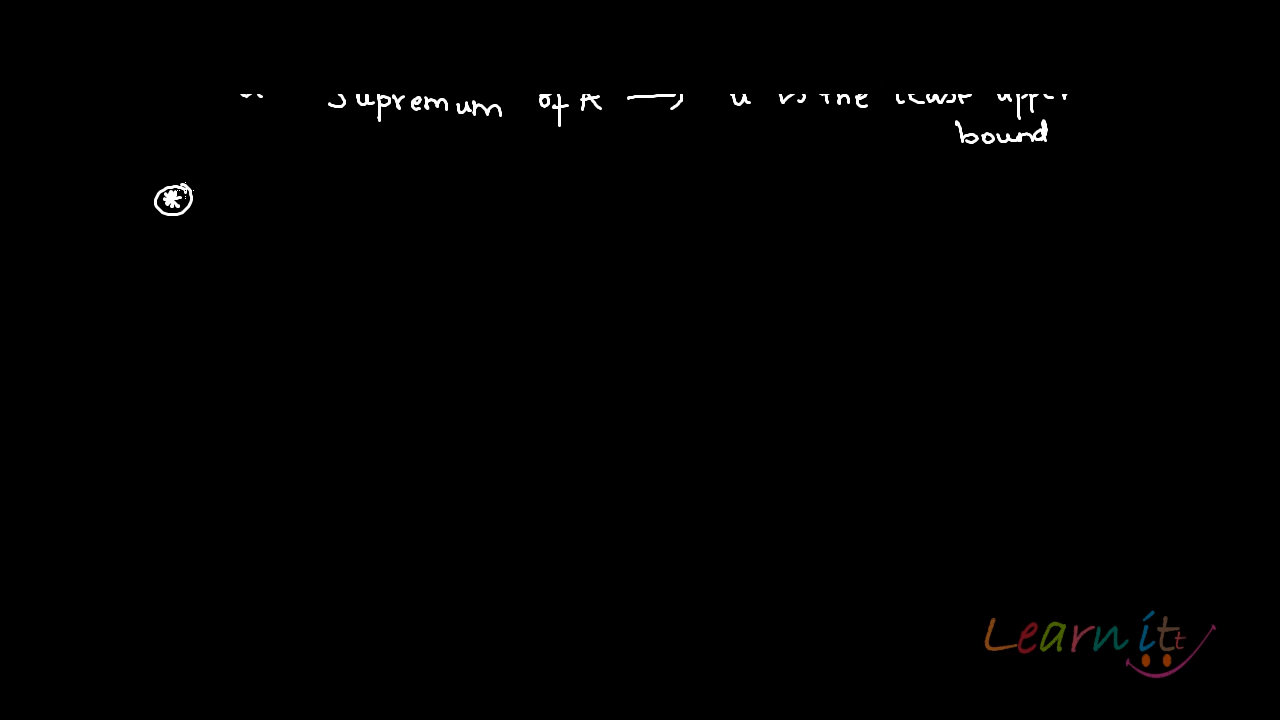 Supremum of A → u is the least upper
bound
*
Learnitt